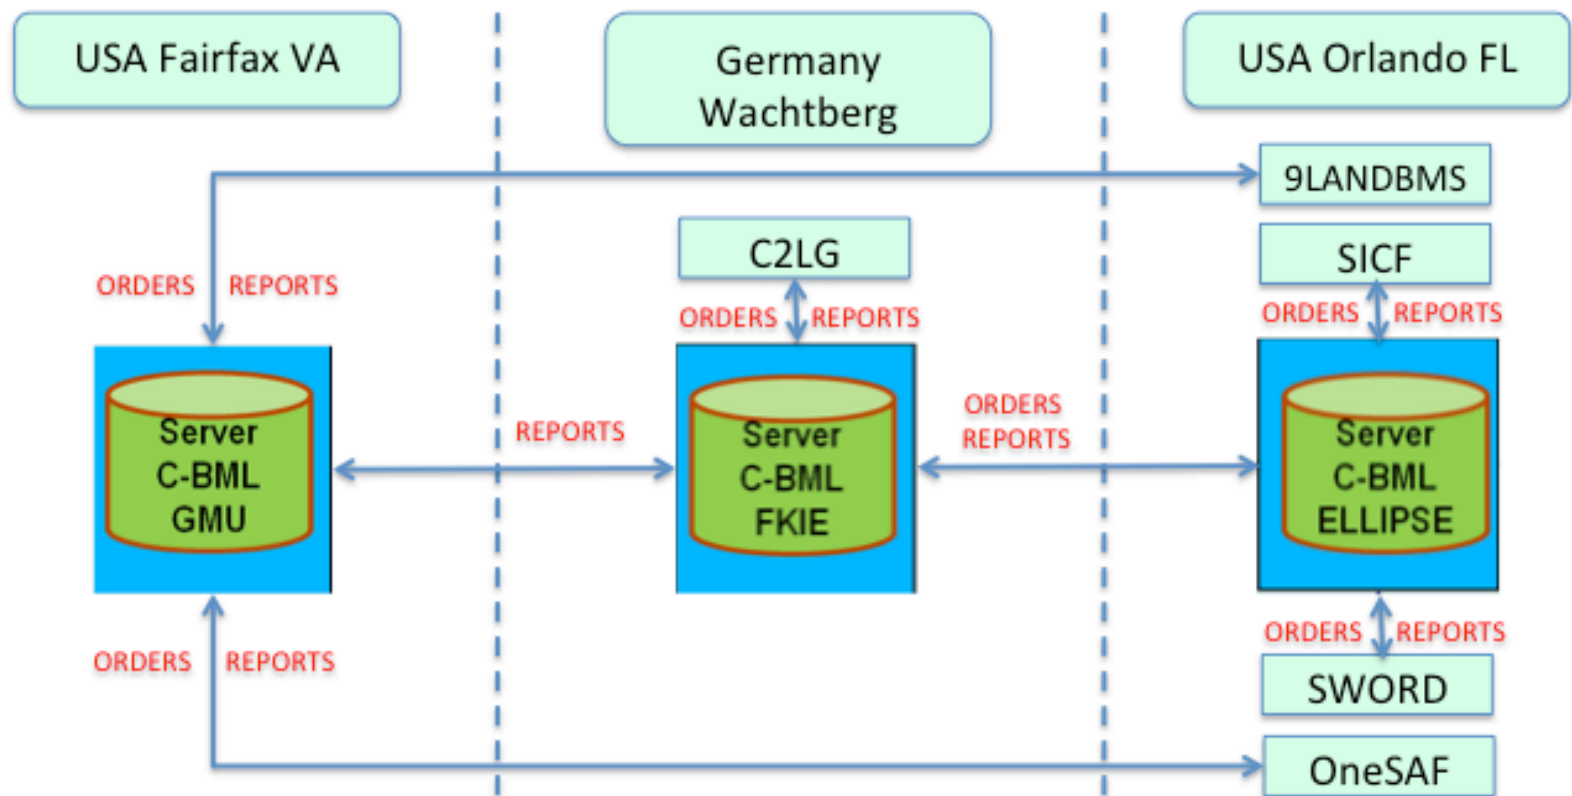 USA Fairfax VA
Germany
Wachtberg
USA Orlando FL
9LANDBMS
C2LG
SICF
ORDERS REPORTS
ORDERS REPORTS
ORDERS REPORTS
Server
C-BML
GMU
REPORTS
Server
C-BML
FKIE
ORDERS
REPORTS
Server
C-BML
ELLIPSE
ORDERS REPORTS
ORDERS REPORTS
SWORD
OneSAF